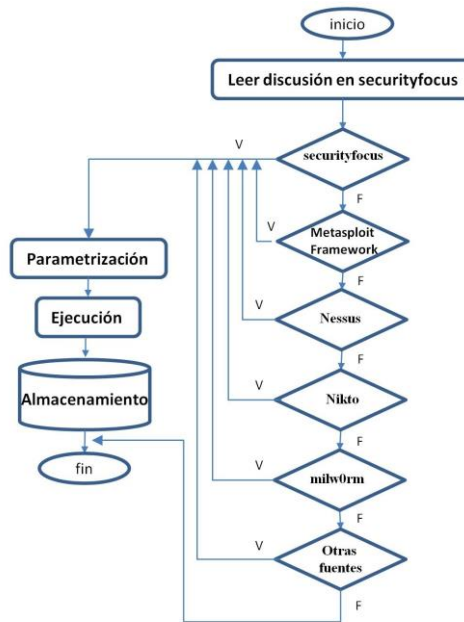 inicio
Leer discusión en securityfocus
V
securityfocus
F
V
Metasploit
Framework
Parametrización
F
Ejecución
V
Nessus
F
Almacenamiento
V
Nikto
F
fin
V
milw0rm
F
V
Otras
fuentes
F